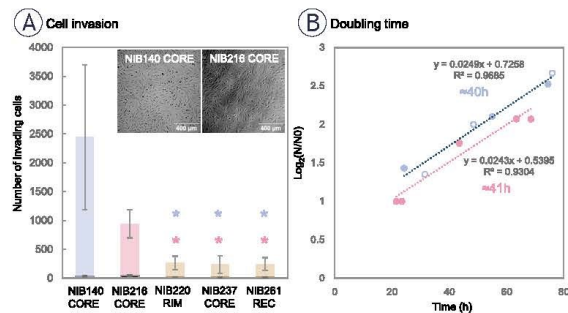 A Cell invasion
Number of invading cells
4000
3500
3000
2500
2000
1500
1000
500
0
NIB140 CORE
NIB216 CORE
400 µm
400 µm
*
*
*
*
*
*
NIB140
CORE
NIB216
CORE
NIB220
RIM
NIB237
CORE
NIB261
REC
B Doubling time
Log2(N/N0)
3
2.5
2
1.5
1
0.5
0
y = 0.0249x + 0.7258
R² = 0.9685
≈40h
y = 0.0243x + 0.5395
R² = 0.9304
≈41h
0
20
40
60
80
Time (h)